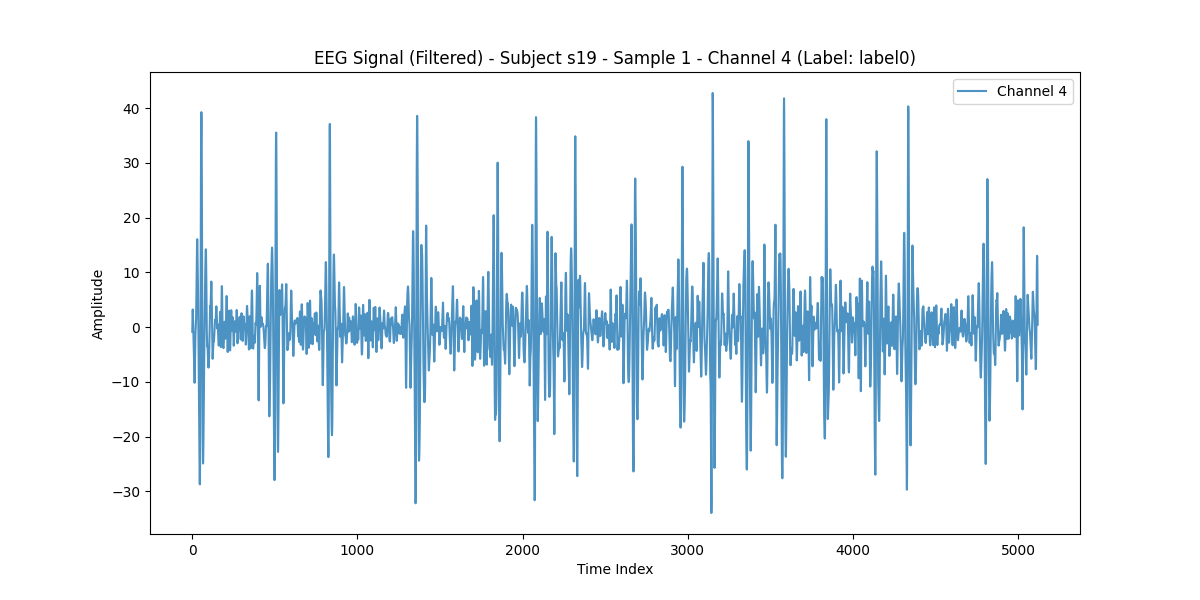 EEG Signal (Filtered) - Subject s19 - Sample 1 - Channel 4 (Label: label0)
Channel 4
Amplitude
40
30
20
10
0
−10
−20
−30
0 1000 2000 3000 4000 5000
Time Index